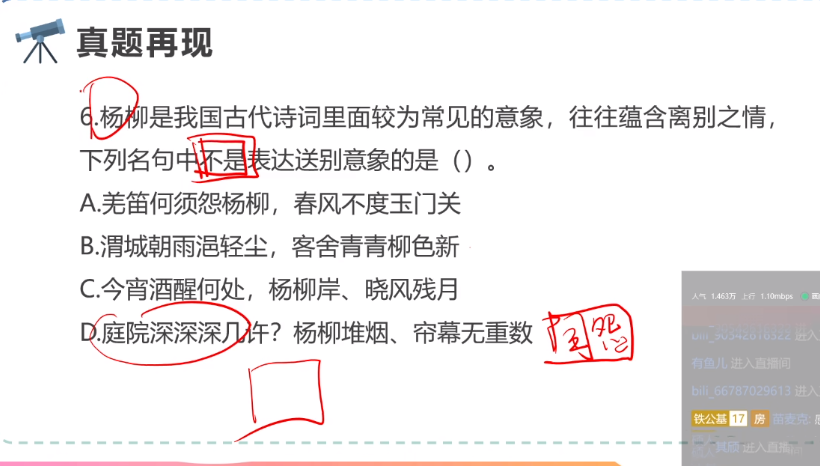 真题再现
6.杨柳是我国古代诗词里面较为常见的意象，往往蕴含离别之情，
下列名句中不是表达送别意象的是（）。
A.羌笛何须怨杨柳，春风不度玉门关
B.渭城朝雨浥轻尘，客舍青青柳色新
C.今宵酒醒何处，杨柳岸、晓风残月
D.庭院深深深几许？杨柳堆烟、帘幕无重数
怨
人气 1.463万 上行 1.10mbps
bili_90342818322 进入
有鱼儿 进入直播间
bili_66787029613 进入
铁公基 17 房 苗麦克:
进入直播